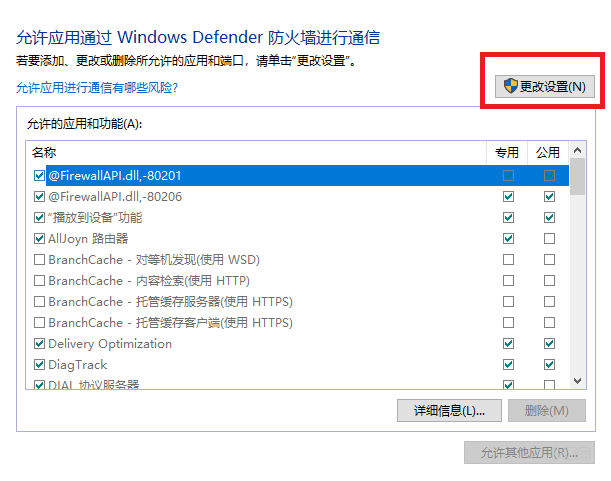 允许应用通过 Windows Defender 防火墙进行通信
若要添加、更改或删除所允许的应用和端口，请单击“更改设置”。
允许应用进行通信有哪些风险?
更改设置(N)
允许的应用和功能(A):
名称 专用 公用
@FirewallAPI.dll,-80201
@FirewallAPI.dll,-80206
“播放到设备”功能
AllJoyn 路由器
BranchCache - 对等机发现(使用 WSD)
BranchCache - 内容检索(使用 HTTP)
BranchCache - 托管缓存服务器(使用 HTTPS)
BranchCache - 托管缓存客户端(使用 HTTPS)
Delivery Optimization
DiagTrack
DIAL 协议服务器
详细信息(L)... 删除(M)
允许其他应用(R)...